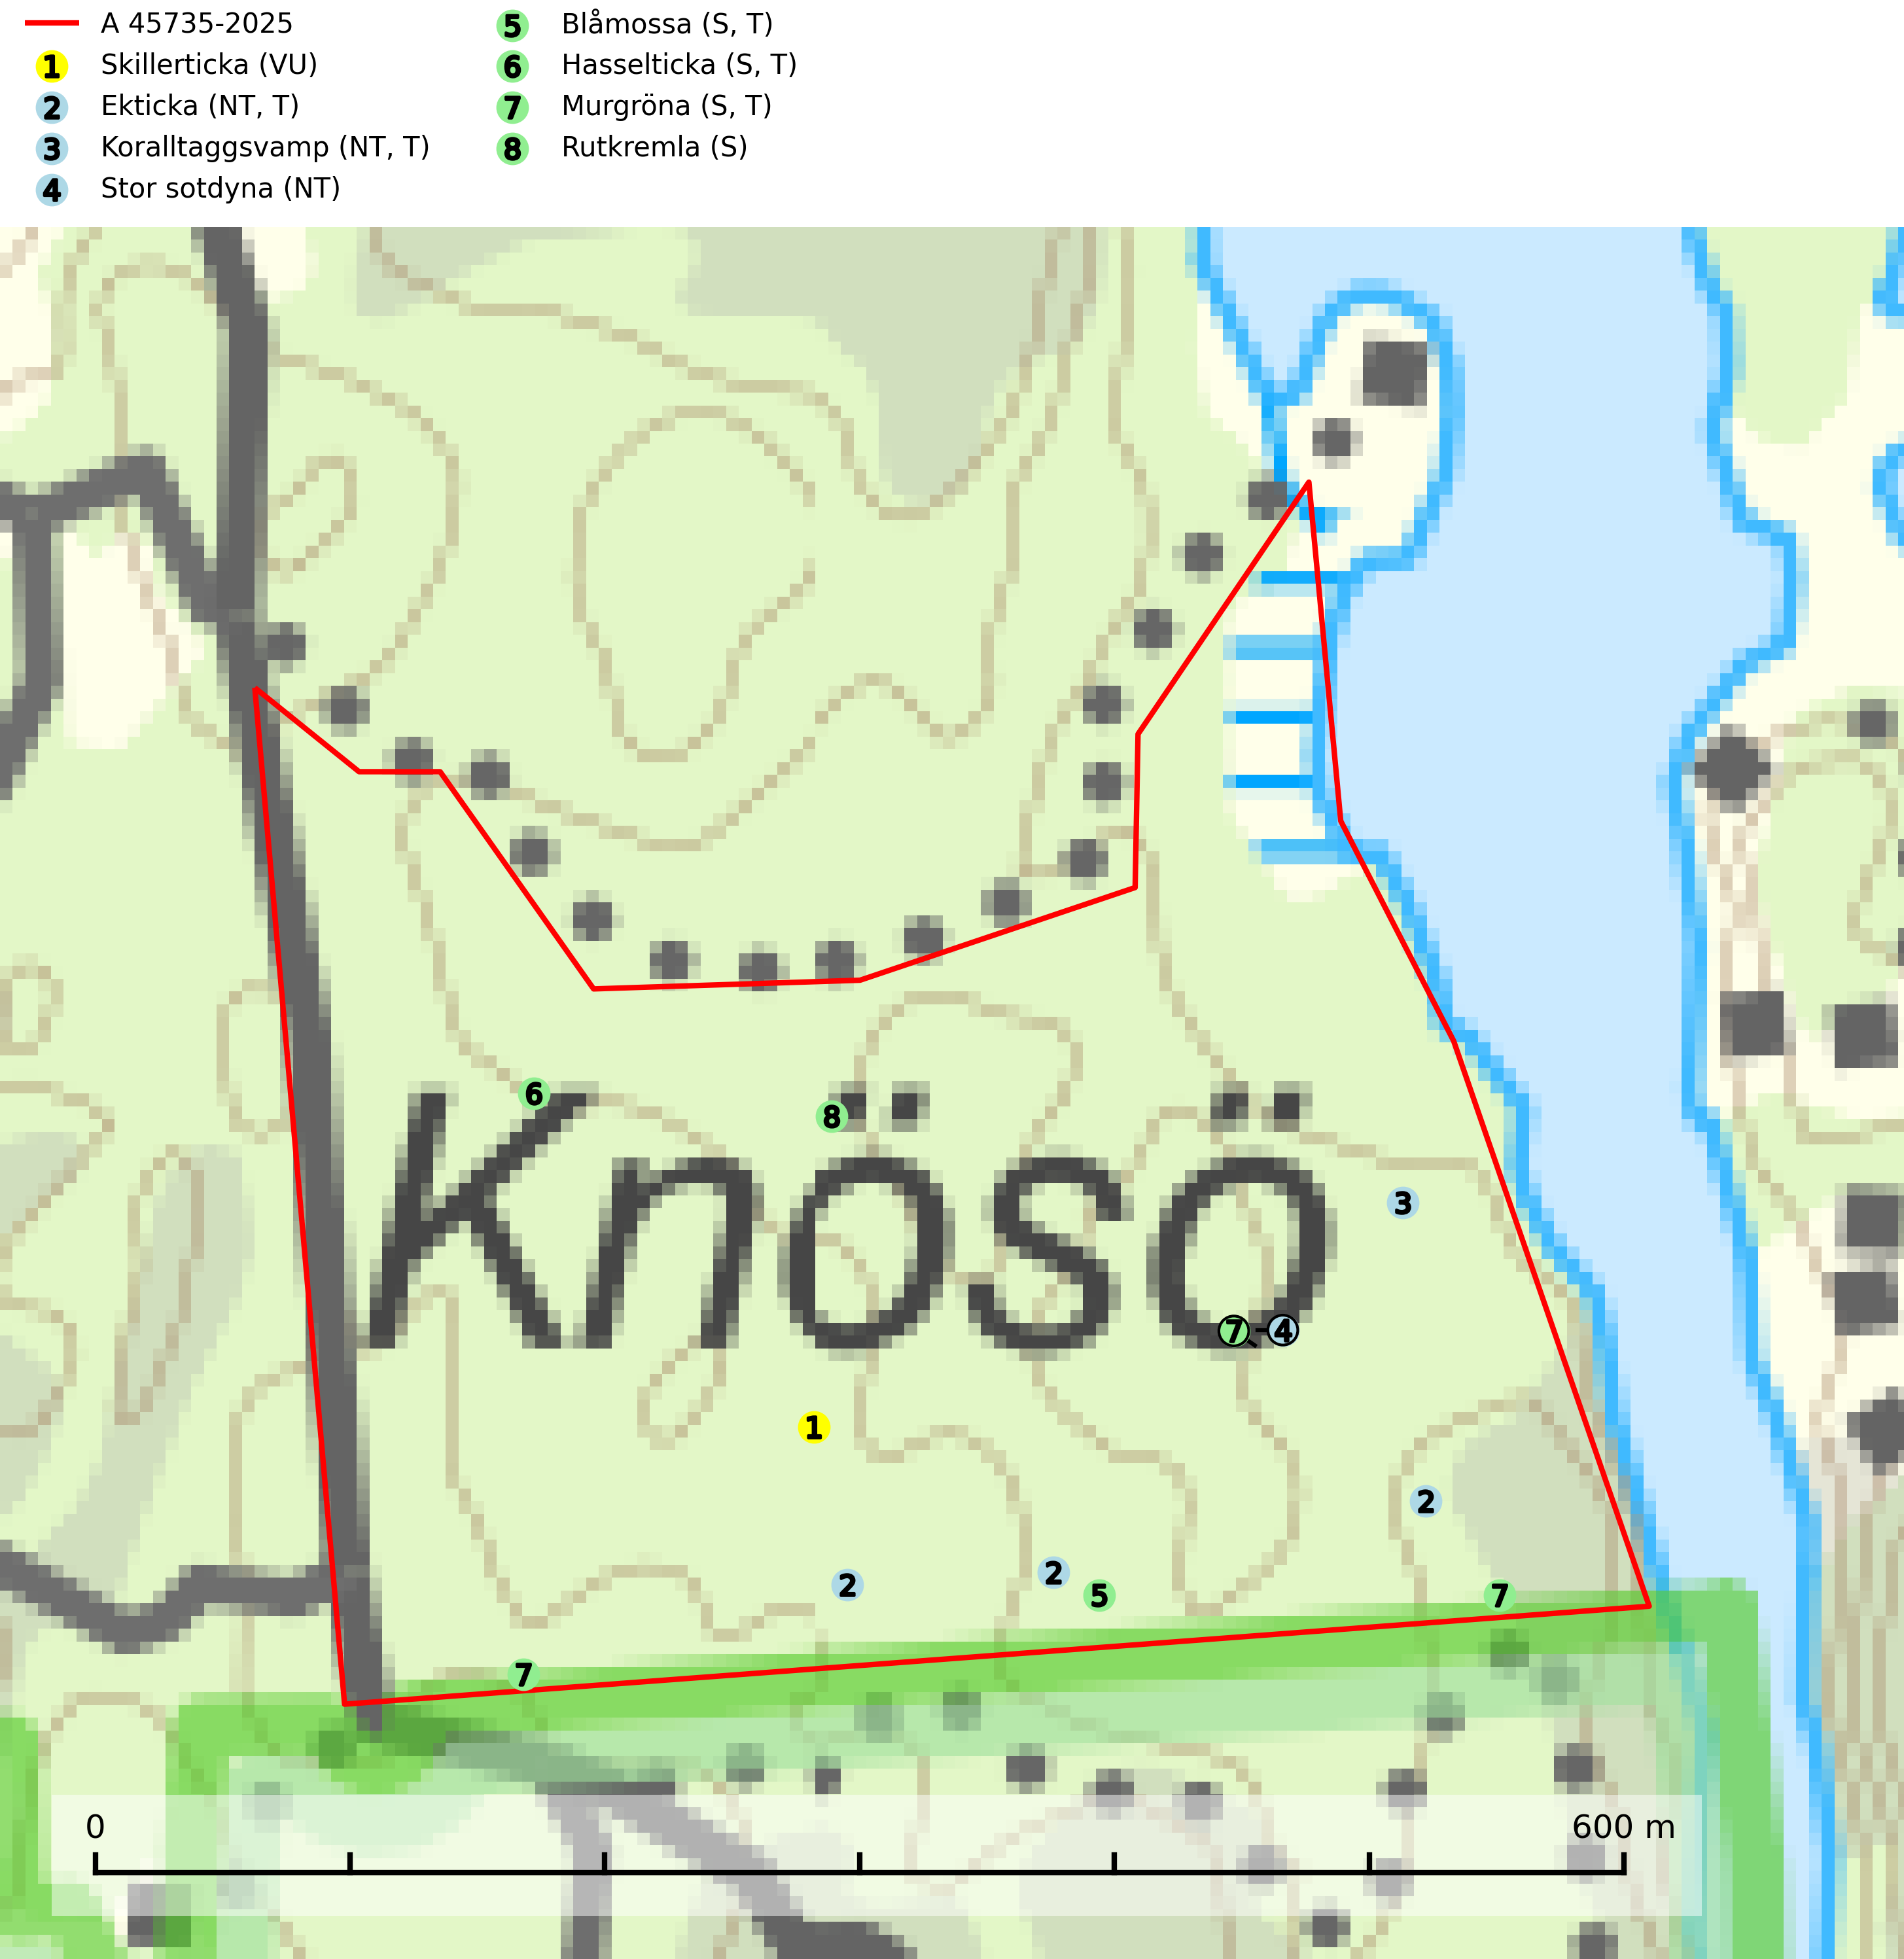 A 45735-2025
1 Skillerticka (VU)
2 Ekticka (NT, T)
3 Koralltaggsvamp (NT, T)
4 Stor sotdyna (NT)
5 Blåmossa (S, T)
6 Hasselticka (S, T)
7 Murgröna (S, T)
8 Rutkremla (S)
6
8
Knösö
3
7 4
1
2
2
2
5
7
7
0 600 m